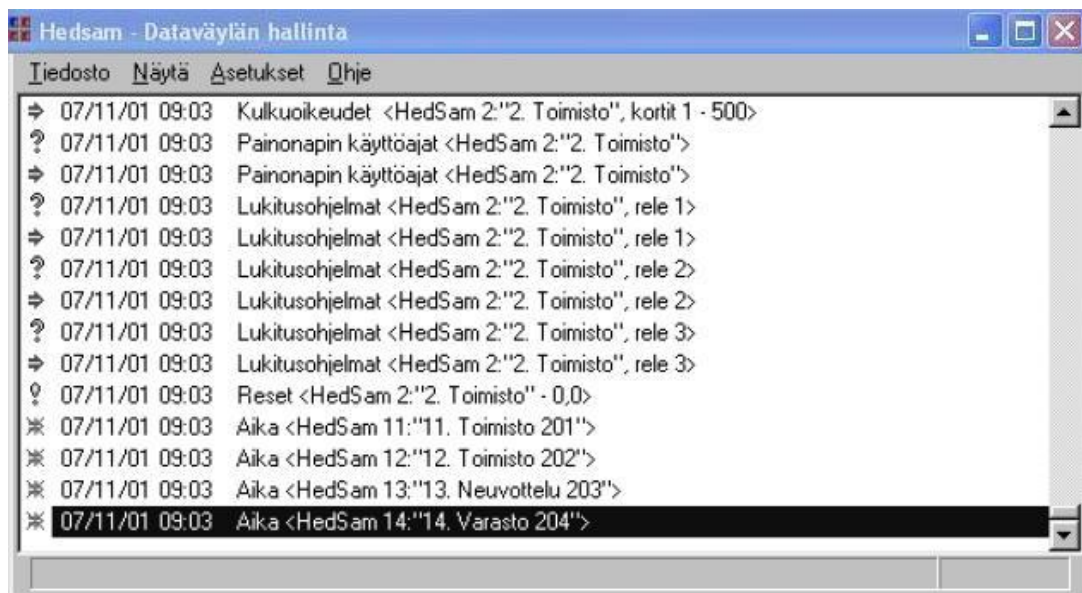 Hedsam - Dataväylän hallinta
Tiedosto Näytä Asetukset Ohje
07/11/01 09:03 Kulkuoikeudet <HedSam 2:"2. Toimisto", kortit 1 - 500>
07/11/01 09:03 Painonapin käyttöajat <HedSam 2:"2. Toimisto">
07/11/01 09:03 Painonapin käyttöajat <HedSam 2:"2. Toimisto">
07/11/01 09:03 Lukitusohjelmat <HedSam 2:"2. Toimisto", rele 1>
07/11/01 09:03 Lukitusohjelmat <HedSam 2:"2. Toimisto", rele 1>
07/11/01 09:03 Lukitusohjelmat <HedSam 2:"2. Toimisto", rele 2>
07/11/01 09:03 Lukitusohjelmat <HedSam 2:"2. Toimisto", rele 2>
07/11/01 09:03 Lukitusohjelmat <HedSam 2:"2. Toimisto", rele 3>
07/11/01 09:03 Lukitusohjelmat <HedSam 2:"2. Toimisto", rele 3>
07/11/01 09:03 Reset <HedSam 2:"2. Toimisto" - 0,0>
07/11/01 09:03 Aika <HedSam 11:"11. Toimisto 201">
07/11/01 09:03 Aika <HedSam 12:"12. Toimisto 202">
07/11/01 09:03 Aika <HedSam 13:"13. Neuvottelu 203">
07/11/01 09:03 Aika <HedSam 14:"14. Varasto 204">